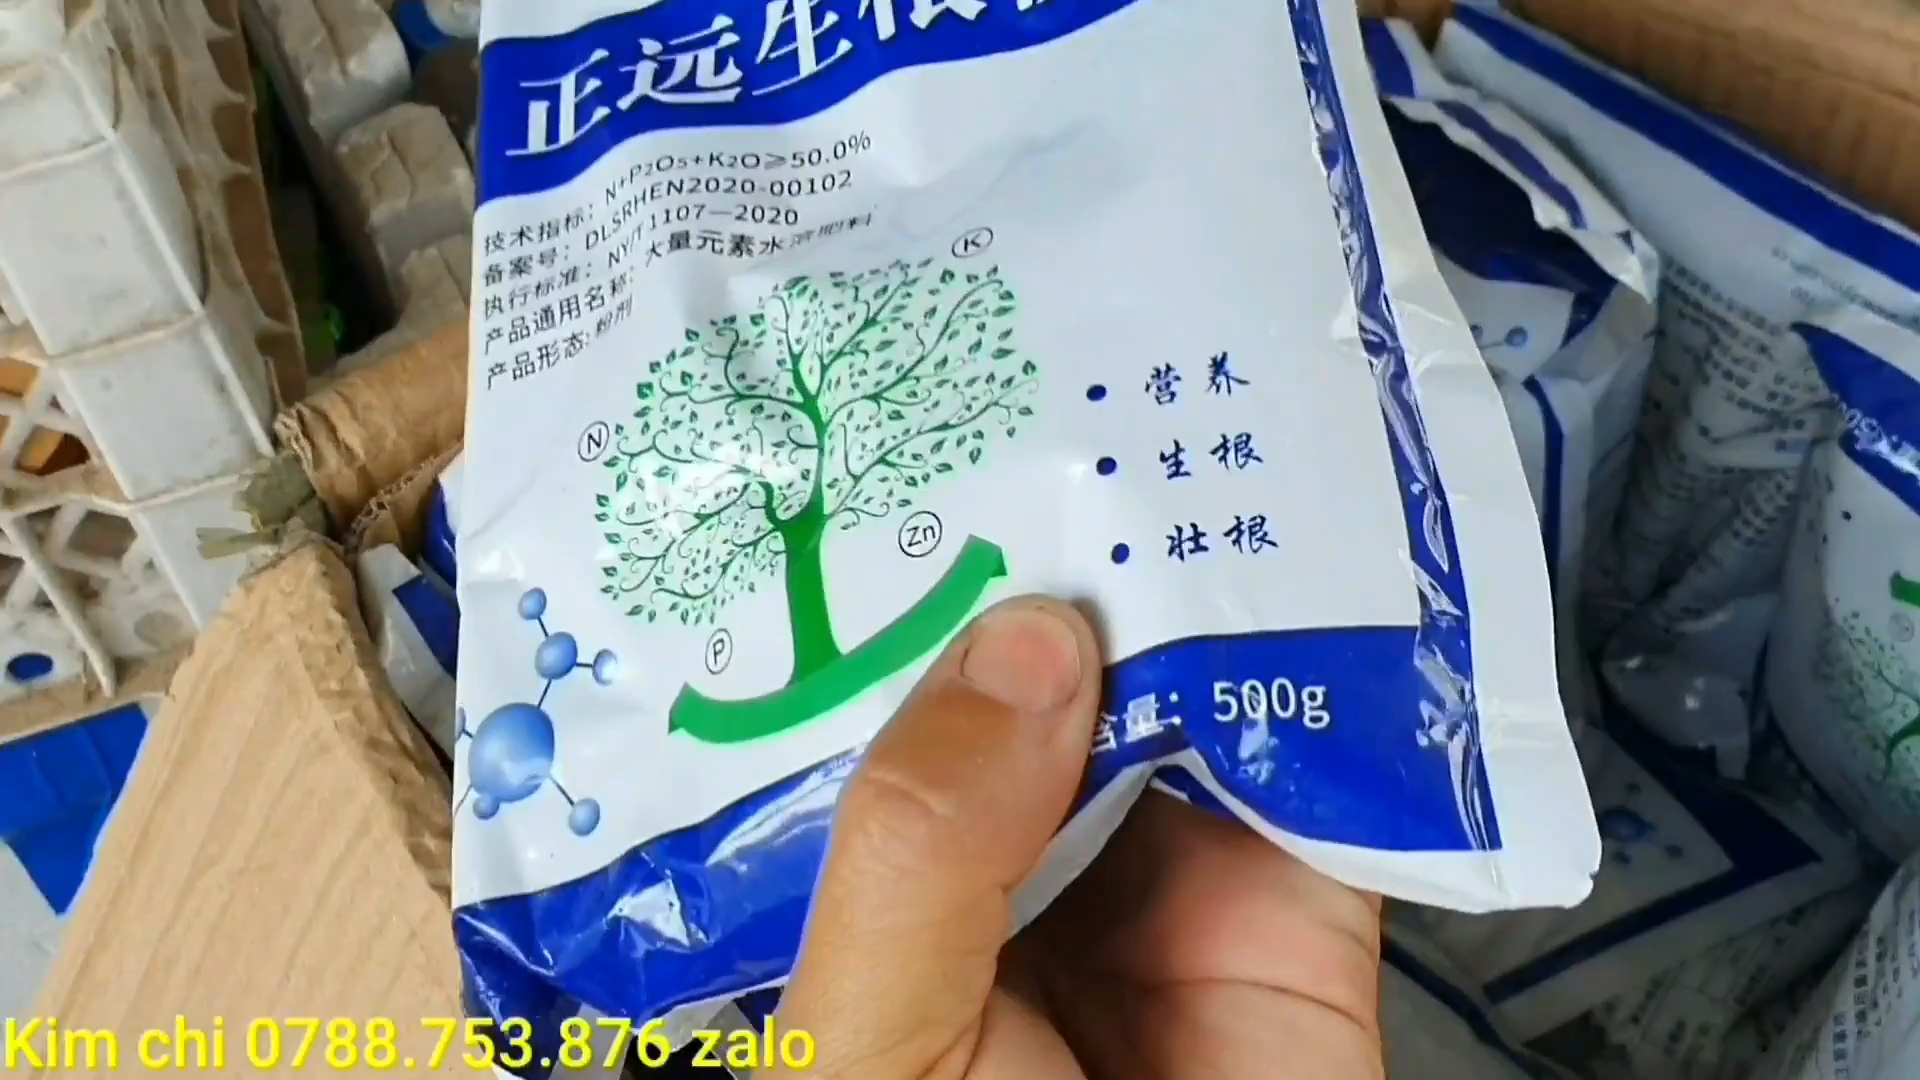 正远生根
技术指标：N+P2O5+K2O≥50.0%
备案号：DLSRHEN2020-00102
执行标准：NY/T 1107—2020
产品通用名称：大量元素水溶肥料
产品形态:粉剂
K
N
Zn
P
• 营养
• 生根
• 壮根
含量：500g
Kim chi 0788.753.876 zalo